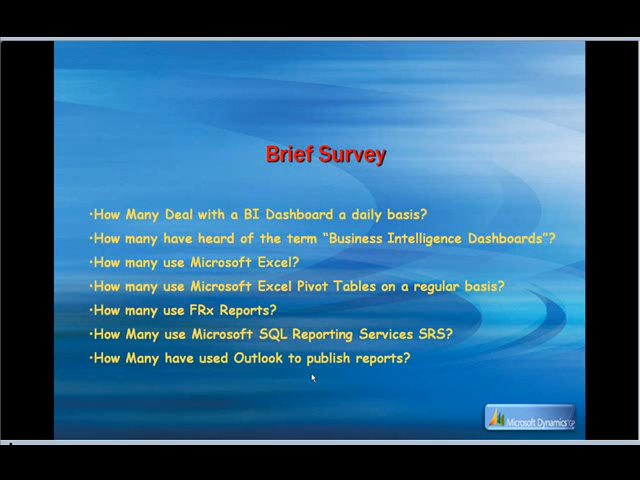 Brief Survey
•How Many Deal with a BI Dashboard a daily basis?
•How many have heard of the term “Business Intelligence Dashboards”?
•How many use Microsoft Excel?
•How many use Microsoft Excel Pivot Tables on a regular basis?
•How many use FRx Reports?
•How Many use Microsoft SQL Reporting Services SRS?
•How Many have used Outlook to publish reports?
Microsoft Dynamics GP